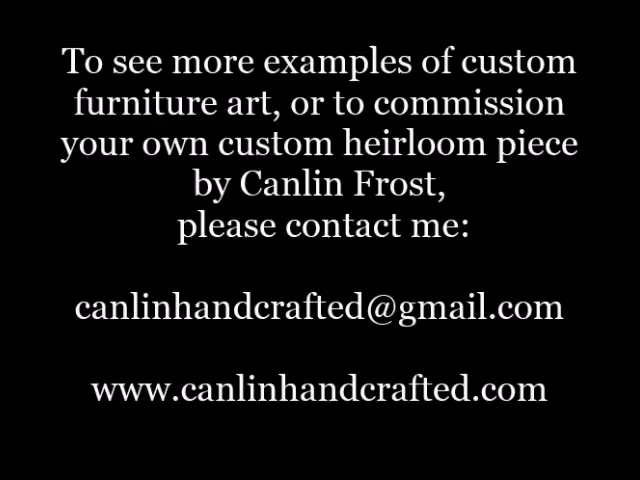 To see more examples of custom
furniture art, or to commission
your own custom heirloom piece
by Canlin Frost,
please contact me:
canlinhandcrafted@gmail.com
www.canlinhandcrafted.com